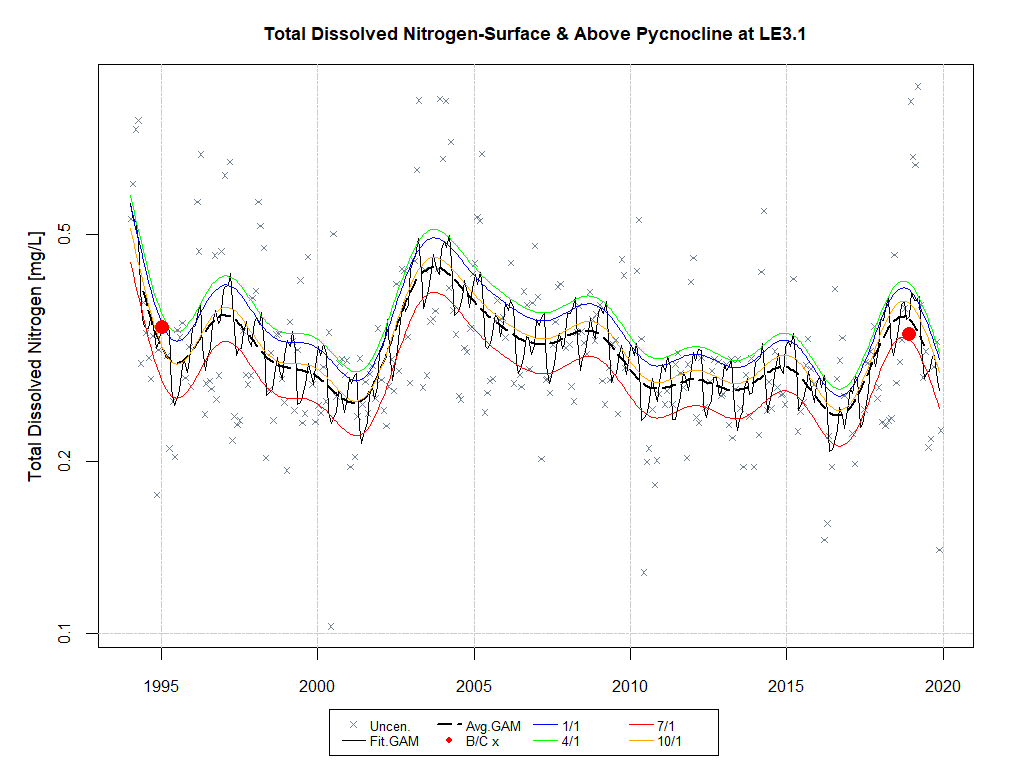 Total Dissolved Nitrogen-Surface & Above Pycnocline at LE3.1
Total Dissolved Nitrogen [mg/L]
0.5
0.2
0.1
1995 2000 2005 2010 2015 2020
Uncen. Avg.GAM 1/1 7/1
Fit.GAM B/C x 4/1 10/1